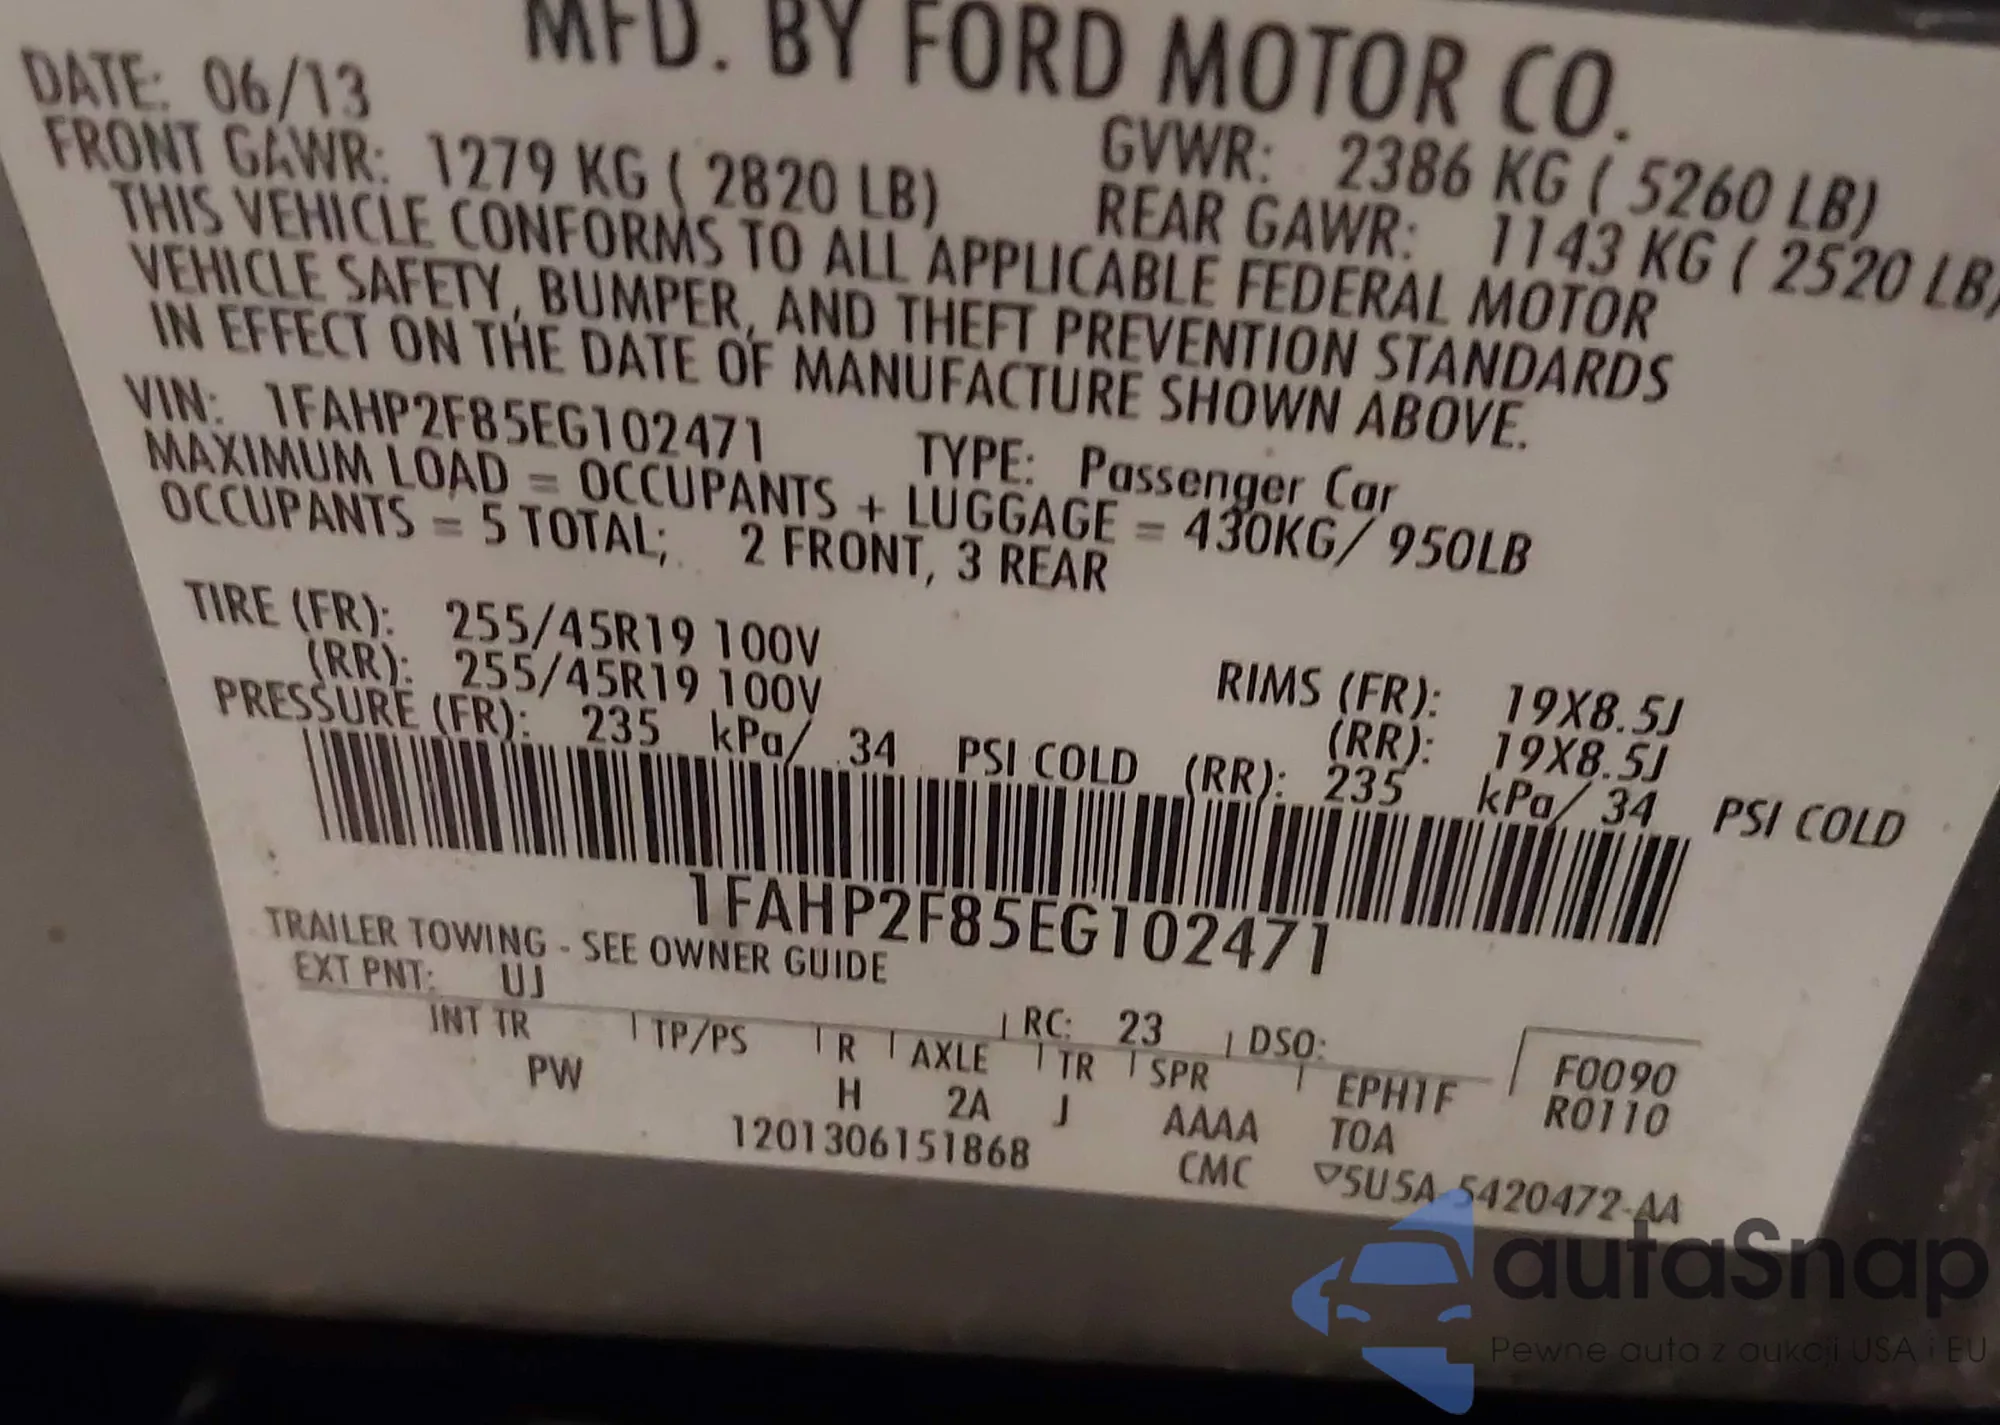 MFD. BY FORD MOTOR CO.
DATE: 06/13
GVWR: 2386 KG ( 5260 LB)
FRONT GAWR: 1279 KG ( 2820 LB)
REAR GAWR: 1143 KG ( 2520 LB)
THIS VEHICLE CONFORMS TO ALL APPLICABLE FEDERAL MOTOR
VEHICLE SAFETY, BUMPER, AND THEFT PREVENTION STANDARDS
IN EFFECT ON THE DATE OF MANUFACTURE SHOWN ABOVE.
VIN: 1FAHP2F85EG102471
TYPE: Passenger Car
MAXIMUM LOAD = OCCUPANTS + LUGGAGE = 430KG/ 950LB
OCCUPANTS = 5 TOTAL; 2 FRONT, 3 REAR
TIRE (FR): 255/45R19 100V
RIMS (FR): 19X8.5J
(RR): 255/45R19 100V
(RR): 19X8.5J
PRESSURE (FR): 235 kPa/ 34 PSI COLD (RR): 235 kPa/ 34 PSI COLD
1FAHP2F85EG102471
TRAILER TOWING - SEE OWNER GUIDE
EXT PNT: UJ RC: 23 DSO:
INT TR TP/PS R AXLE TR SPR EPH1F
F0090
PW H 2A J AAAA TOA
R0110
1201306151868 CMC ▽5U5A-5420472-AA
autaSnap
Pewne auta z aukcji USA i EU